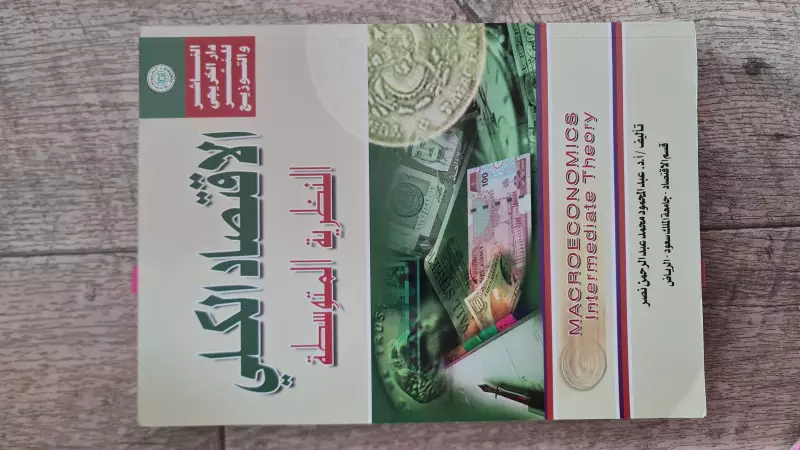 الناشر
دار الخريجي
للنشر
والتوزيع
الاقتصاد الكلي
النظرية المتوسطة
100
MACROECONOMICS
Intermediate Theory
تأليف / أ.د. عبد المحمود محمد عبد الرحمن نصر
قسم الاقتصاد - جامعة الملك سعود - الرياض